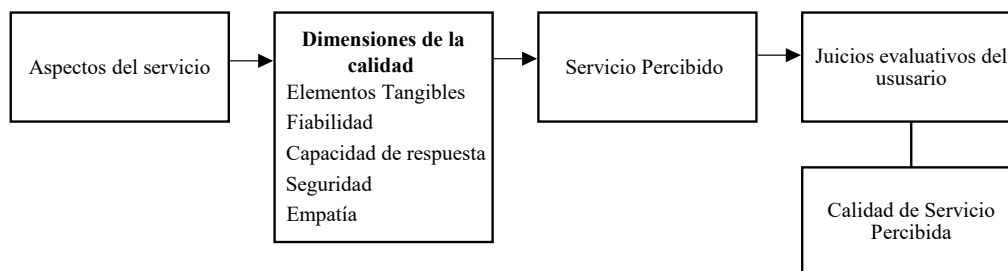 Aspectos del servicio
Dimensiones de la
calidad
Elementos Tangibles
Fiabilidad
Capacidad de respuesta
Seguridad
Empatía
Servicio Percibido
Juicios evaluativos del
ususario
Calidad de Servicio
Percibida